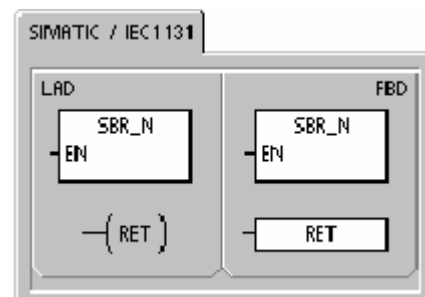 SIMATIC / IEC1131
LAD
FBD
SBR_N
EN
SBR_N
EN
RET
RET